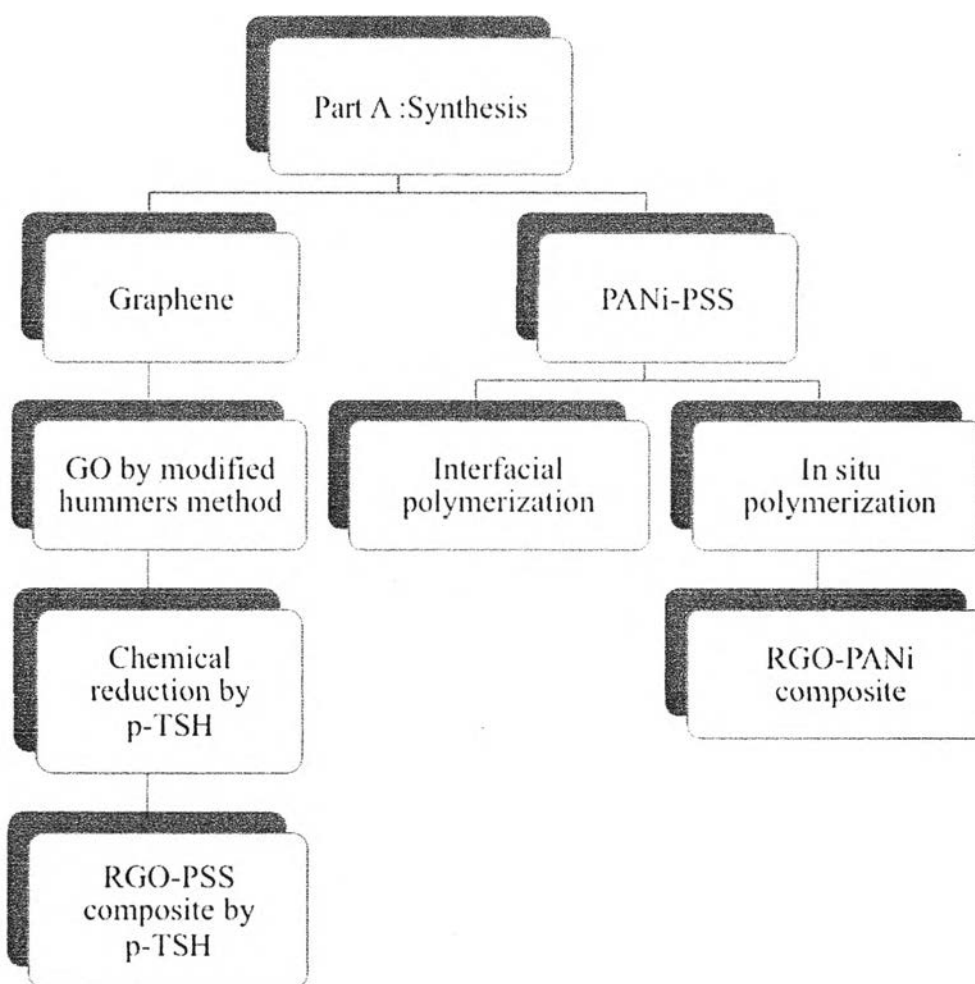 Part A :Synthesis
Graphene
PANi-PSS
GO by modified
hummers method
Interfacial
polymerization
In situ
polymerization
Chemical
reduction by
p-TSH
RGO-PANi
composite
RGO-PSS
composite by
p-TSH